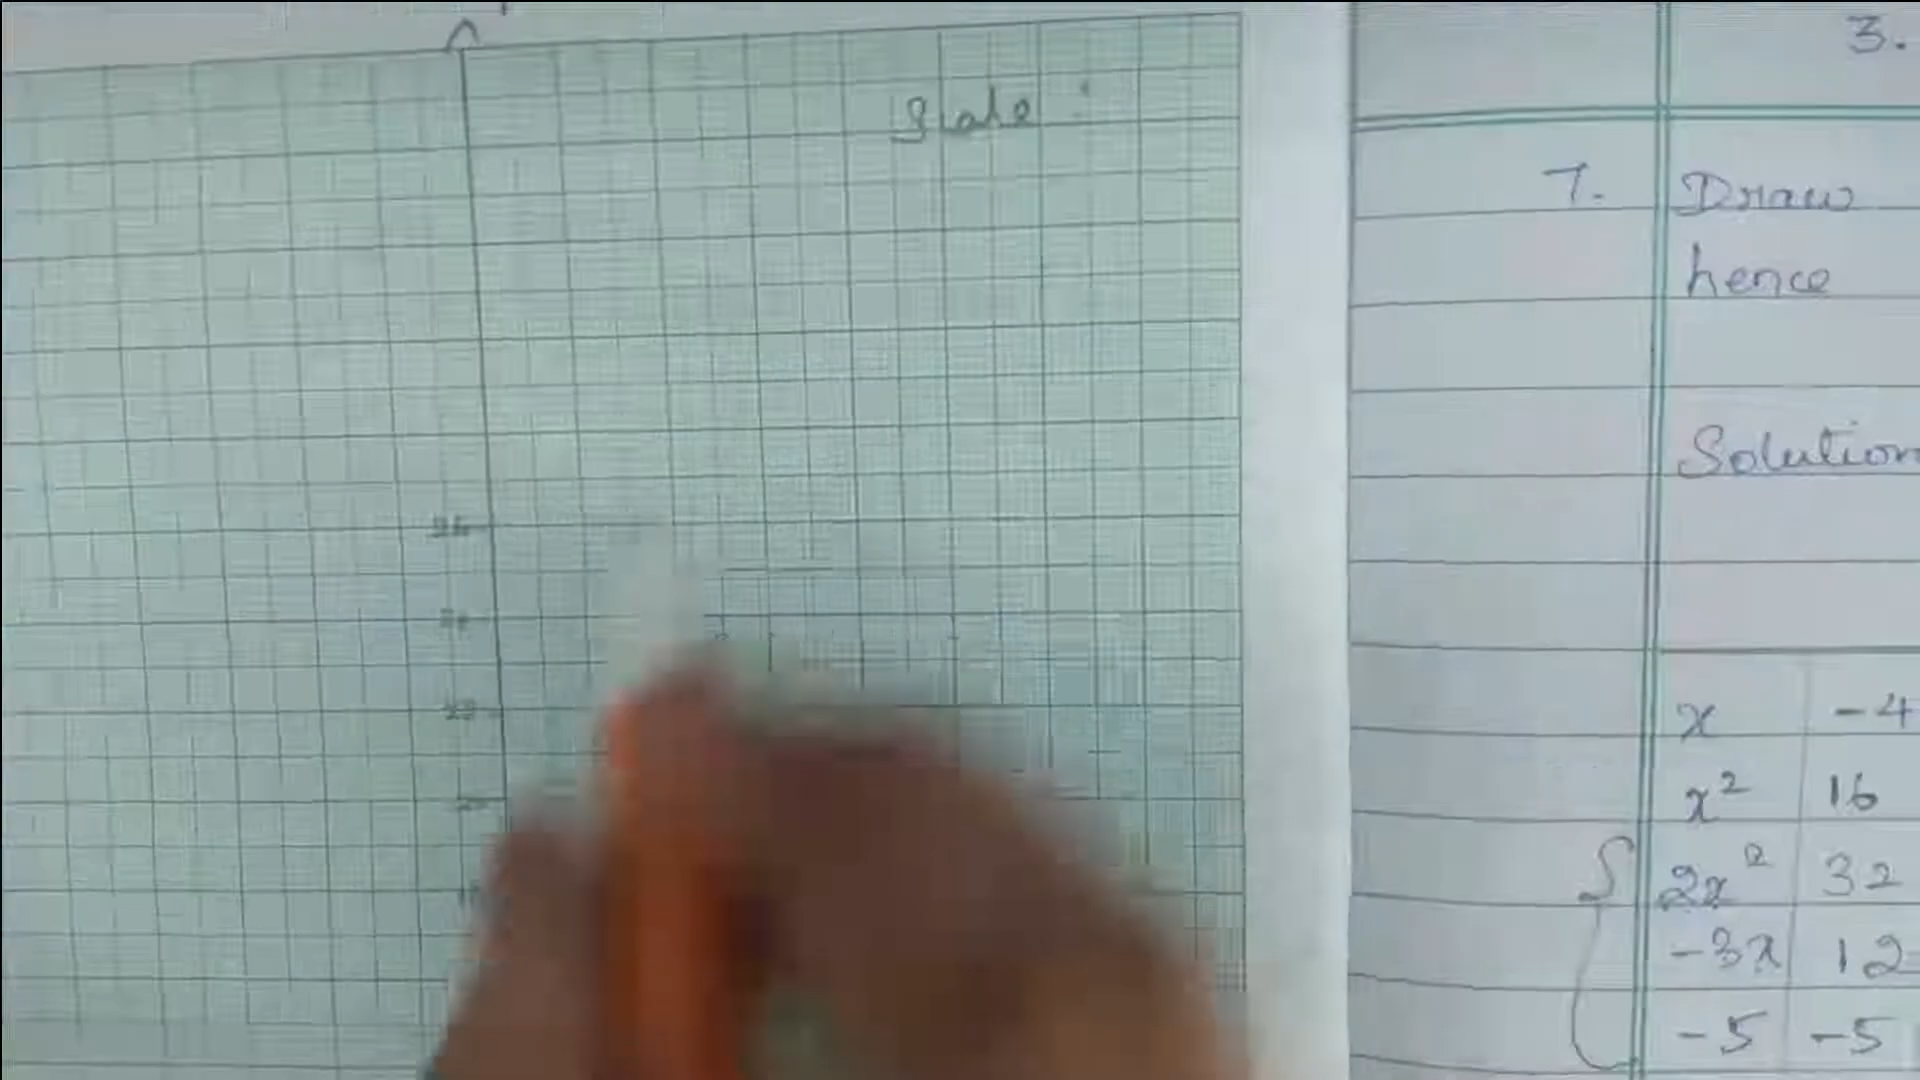 Scale :
3.
7. Draw
hence
Solution
x -4
x² 16
2x² 32
-3x 12
-5 -5